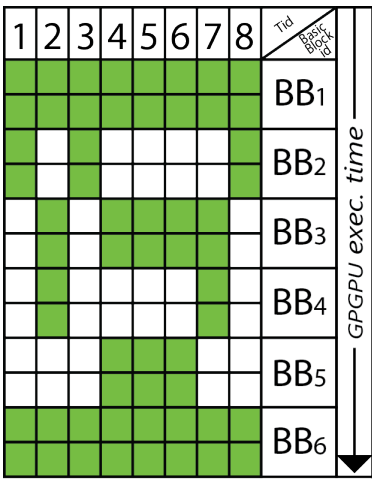 1 2 3 4 5 6 7 8 Tid Basic Block id
BB1
BB2
BB3
BB4
BB5
BB6
GPGPU exec. time